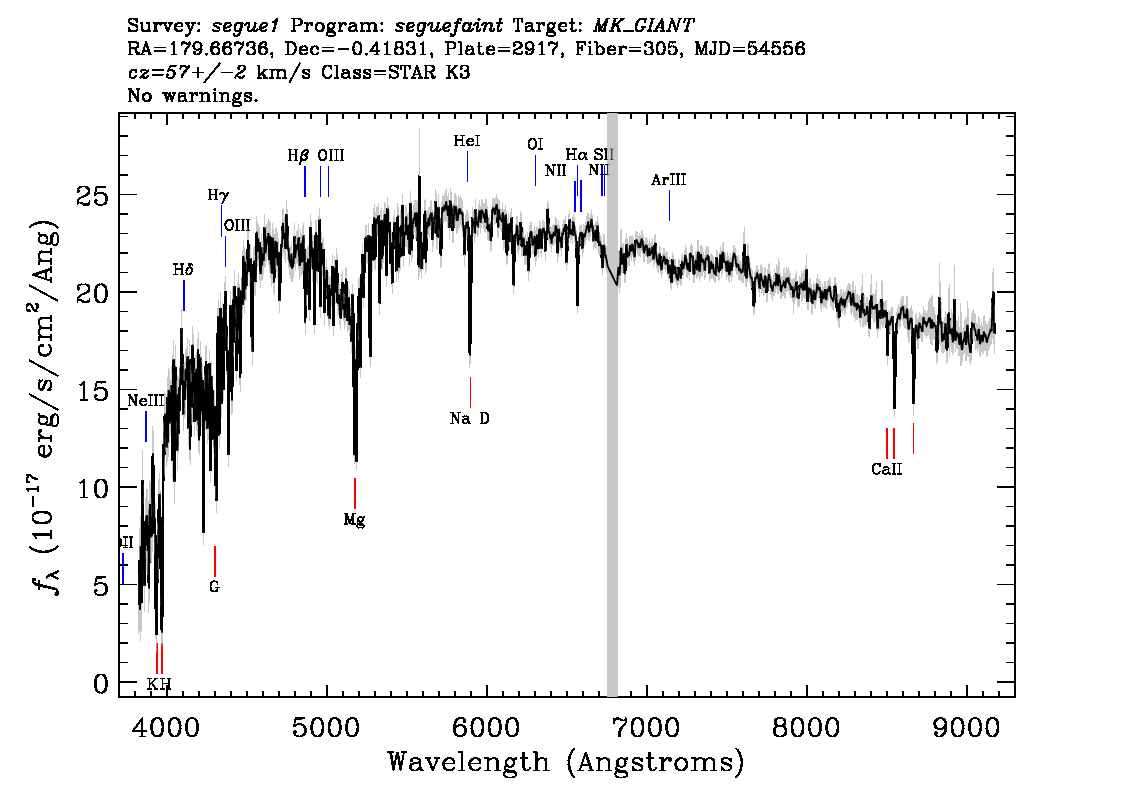 Survey: segue1 Program: seguefaint Target: MK_GIANT
RA=179.66736, Dec=−0.41831, Plate=2917, Fiber=305, MJD=54556
cz=57+/−2 km/s Class=STAR K3
No warnings.
HeI
OI
Hβ OIII
Hα SII
NII NII
ArIII
Hγ
OIII
Hδ
NeIII
Na D
CaII
Mg
OII
G
K H
25
20
15
10
5
0
fλ (10−17 erg/s/cm2/Ang)
4000 5000 6000 7000 8000 9000
Wavelength (Angstroms)